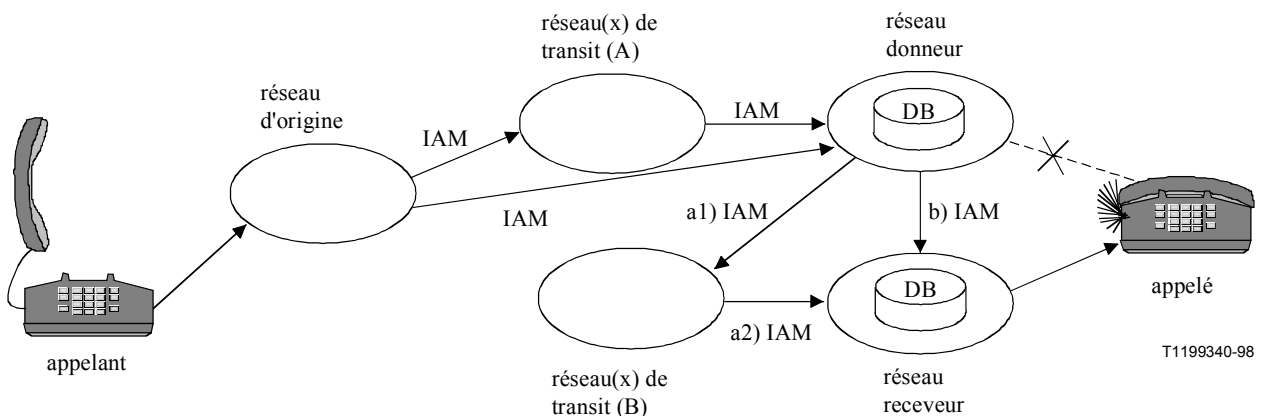 réseau(x) de
transit (A)
réseau
donneur
réseau
d'origine
IAM
IAM
DB
IAM
a1) IAM
b) IAM
DB
a2) IAM
appelant
appelé
réseau(x) de
transit (B)
réseau
receveur
T1199340-98